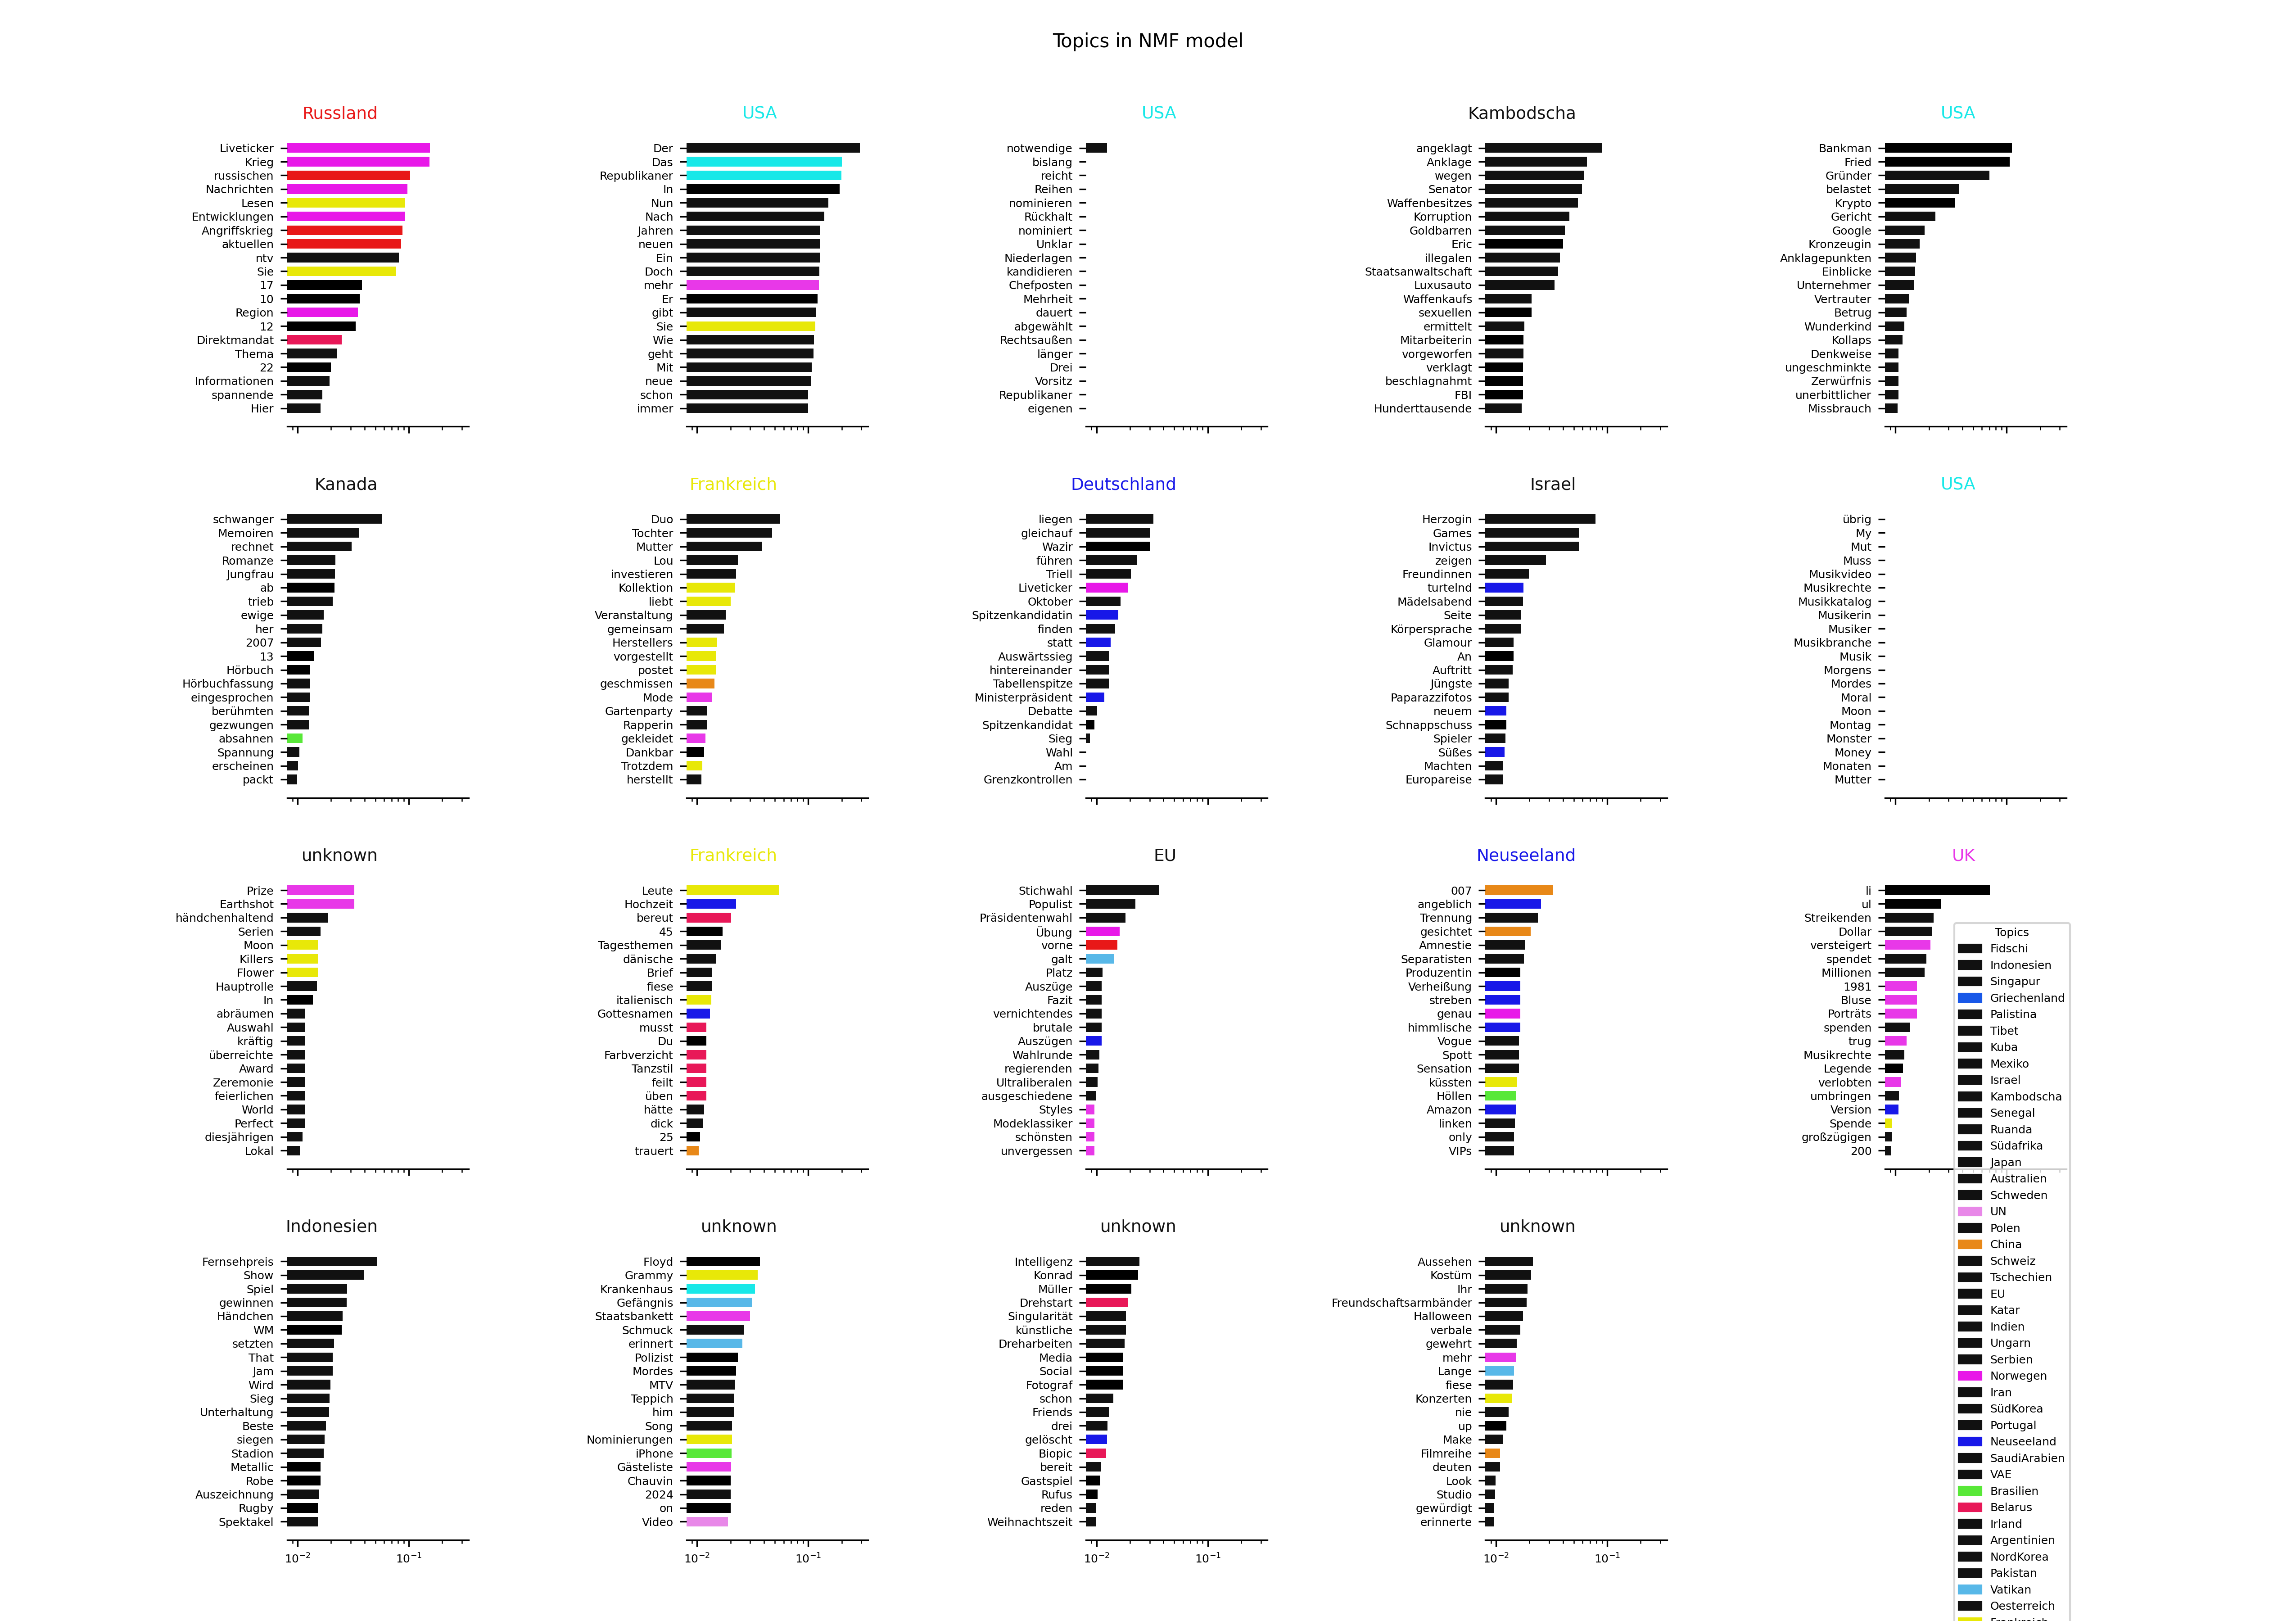 Topics in NMF model
Russland
Liveticker
Krieg
russischen
Nachrichten
Lesen
Entwicklungen
Angriffskrieg
aktuellen
ntv
Sie
17
10
Region
12
Direktmandat
Thema
22
Informationen
spannende
Hier
USA
Der
Das
Republikaner
In
Nun
Nach
Jahren
neuen
Ein
Doch
mehr
Er
gibt
Sie
Wie
geht
Mit
neue
schon
immer
USA
notwendige
bislang
reicht
Reihen
nominieren
Rückhalt
nominiert
Unklar
Niederlagen
kandidieren
Chefposten
Mehrheit
dauert
abgewählt
Rechtsaußen
länger
Drei
Vorsitz
Republikaner
eigenen
Kambodscha
angeklagt
Anklage
wegen
Senator
Waffenbesitzes
Korruption
Goldbarren
Eric
illegalen
Staatsanwaltschaft
Luxusauto
Waffenkaufs
sexuellen
ermittelt
Mitarbeiterin
vorgeworfen
verklagt
beschlagnahmt
FBI
Hunderttausende
USA
Bankman
Fried
Gründer
belastet
Krypto
Gericht
Google
Kronzeugin
Anklagepunkten
Einblicke
Unternehmer
Vertrauter
Betrug
Wunderkind
Kollaps
Denkweise
ungeschminkte
Zerwürfnis
unerbittlicher
Missbrauch
Kanada
schwanger
Memoiren
rechnet
Romanze
Jungfrau
ab
trieb
ewige
her
2007
13
Hörbuch
Hörbuchfassung
eingesprochen
berühmten
gezwungen
absahnen
Spannung
erscheinen
packt
Frankreich
Duo
Tochter
Mutter
Lou
investieren
Kollektion
liebt
Veranstaltung
gemeinsam
Herstellers
vorgestellt
postet
geschmissen
Mode
Gartenparty
Rapperin
gekleidet
Dankbar
Trotzdem
herstellt
Deutschland
liegen
gleichauf
Wazir
führen
Triell
Liveticker
Oktober
Spitzenkandidatin
finden
statt
Auswärtssieg
hintereinander
Tabellenspitze
Ministerpräsident
Debatte
Spitzenkandidat
Sieg
Wahl
Am
Grenzkontrollen
Israel
Herzogin
Games
Invictus
zeigen
Freundinnen
turtelnd
Mädelsabend
Seite
Körpersprache
Glamour
An
Auftritt
Jüngste
Paparazzifotos
neuem
Schnappschuss
Spieler
Süßes
Machten
Europareise
USA
übrig
My
Mut
Muss
Musikvideo
Musikrechte
Musikkatalog
Musikerin
Musiker
Musikbranche
Musik
Morgens
Mordes
Moral
Moon
Montag
Monster
Money
Monaten
Mutter
unknown
Prize
Earthshot
händchenhaltend
Serien
Moon
Killers
Flower
Hauptrolle
In
abräumen
Auswahl
kräftig
überreichte
Award
Zeremonie
feierlichen
World
Perfect
diesjährigen
Lokal
Frankreich
Leute
Hochzeit
bereut
45
Tagesthemen
dänische
Brief
fiese
italienisch
Gottesnamen
musst
Du
Farbverzicht
Tanzstil
feilt
üben
hätte
dick
25
trauert
EU
Stichwahl
Populist
Präsidentenwahl
Übung
vorne
galt
Platz
Auszüge
Fazit
vernichtendes
brutale
Auszügen
Wahlrunde
regierenden
Ultraliberalen
ausgeschiedene
Styles
Modeklassiker
schönsten
unvergessen
Neuseeland
007
angeblich
Trennung
gesichtet
Amnestie
Separatisten
Produzentin
Verheißung
streben
genau
himmlische
Vogue
Spott
Sensation
küssten
Höllen
Amazon
linken
only
VIPs
UK
li
ul
Streikenden
Dollar
versteigert
spendet
Millionen
1981
Bluse
Porträts
spenden
trug
Musikrechte
Legende
verlobten
umbringen
Version
Spende
großzügigen
200
Indonesien
Fernsehpreis
Show
Spiel
gewinnen
Händchen
WM
setzten
That
Jam
Wird
Sieg
Unterhaltung
Beste
siegen
Stadion
Metallic
Robe
Auszeichnung
Rugby
Spektakel
10⁻² 10⁻¹
unknown
Floyd
Grammy
Krankenhaus
Gefängnis
Staatsbankett
Schmuck
erinnert
Polizist
Mordes
MTV
Teppich
him
Song
Nominierungen
iPhone
Gästeliste
Chauvin
2024
on
Video
10⁻² 10⁻¹
unknown
Intelligenz
Konrad
Müller
Drehstart
Singularität
künstliche
Dreharbeiten
Media
Social
Fotograf
schon
Friends
drei
gelöscht
Biopic
bereit
Gastspiel
Rufus
reden
Weihnachtszeit
10⁻² 10⁻¹
unknown
Aussehen
Kostüm
Ihr
Freundschaftsarmbänder
Halloween
verbale
gewehrt
mehr
Lange
fiese
Konzerten
nie
up
Make
Filmreihe
deuten
Look
Studio
gewürdigt
erinnerte
10⁻² 10⁻¹
Topics
Fidschi
Indonesien
Singapur
Griechenland
Palistina
Tibet
Kuba
Mexiko
Israel
Kambodscha
Senegal
Ruanda
Südafrika
Japan
Australien
Schweden
UN
Polen
China
Schweiz
Tschechien
EU
Katar
Indien
Ungarn
Serbien
Norwegen
Iran
SüdKorea
Portugal
Neuseeland
SaudiArabien
VAE
Brasilien
Belarus
Irland
Argentinien
NordKorea
Pakistan
Vatikan
Oesterreich
Frankreich